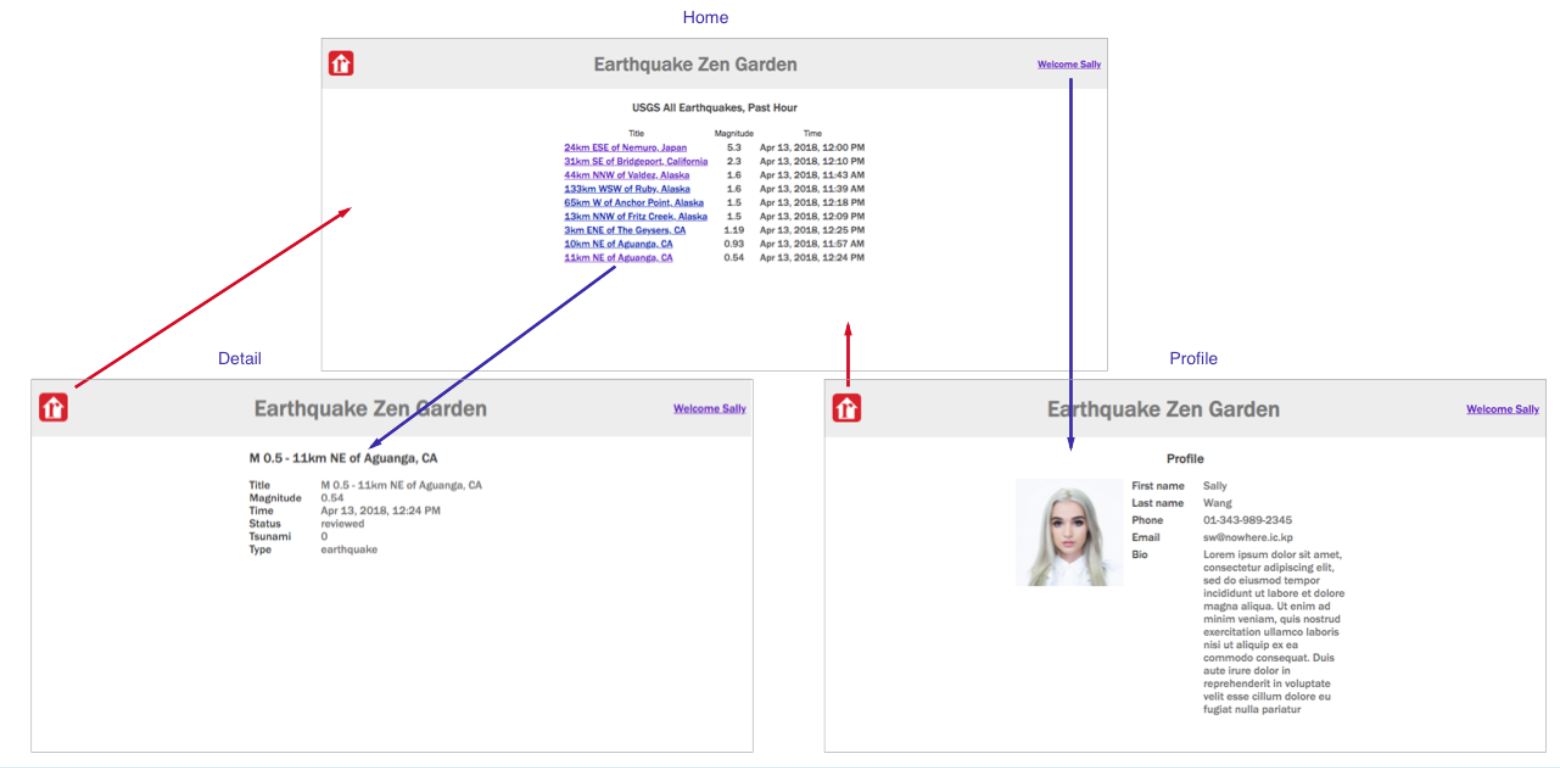 Home
Earthquake Zen Garden
Welcome Sally
USGS All Earthquakes, Past Hour
Title Magnitude Time
24km ESE of Nemuro, Japan 5.3 Apr 13, 2018, 12:00 PM
31km SE of Bridgeport, California 2.3 Apr 13, 2018, 12:10 PM
44km NNW of Valdez, Alaska 1.6 Apr 13, 2018, 11:43 AM
133km WSW of Ruby, Alaska 1.6 Apr 13, 2018, 11:39 AM
65km W of Anchor Point, Alaska 1.5 Apr 13, 2018, 12:18 PM
13km NNW of Fritz Creek, Alaska 1.5 Apr 13, 2018, 12:09 PM
3km ENE of The Geysers, CA 1.19 Apr 13, 2018, 12:25 PM
10km NE of Aguanga, CA 0.93 Apr 13, 2018, 11:57 AM
11km NE of Aguanga, CA 0.54 Apr 13, 2018, 12:24 PM
Detail
Earthquake Zen Garden
Welcome Sally
M 0.5 - 11km NE of Aguanga, CA
Title M 0.5 - 11km NE of Aguanga, CA
Magnitude 0.54
Time Apr 13, 2018, 12:24 PM
Status reviewed
Tsunami 0
Type earthquake
Profile
Earthquake Zen Garden
Welcome Sally
Profile
First name Sally
Last name Wang
Phone 01-343-989-2345
Email sw@nowhere.ic.kp
Bio Lorem ipsum dolor sit amet,
consectetur adipiscing elit,
sed do eiusmod tempor
incididunt ut labore et dolore
magna aliqua. Ut enim ad
minim veniam, quis nostrud
exercitation ullamco laboris
nisi ut aliquip ex ea
commodo consequat. Duis
aute irure dolor in
reprehenderit in voluptate
velit esse cillum dolore eu
fugiat nulla pariatur